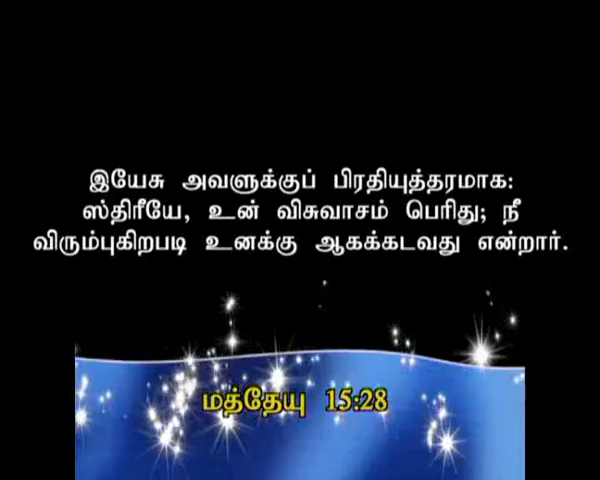 இயேசு அவளுக்குப் பிரதியுத்தரமாக:
ஸ்திரீயே, உன் விசுவாசம் பெரிது; நீ
விரும்புகிறபடி உனக்கு ஆகக்கடவது என்றார்.
மத்தேயு 15:28